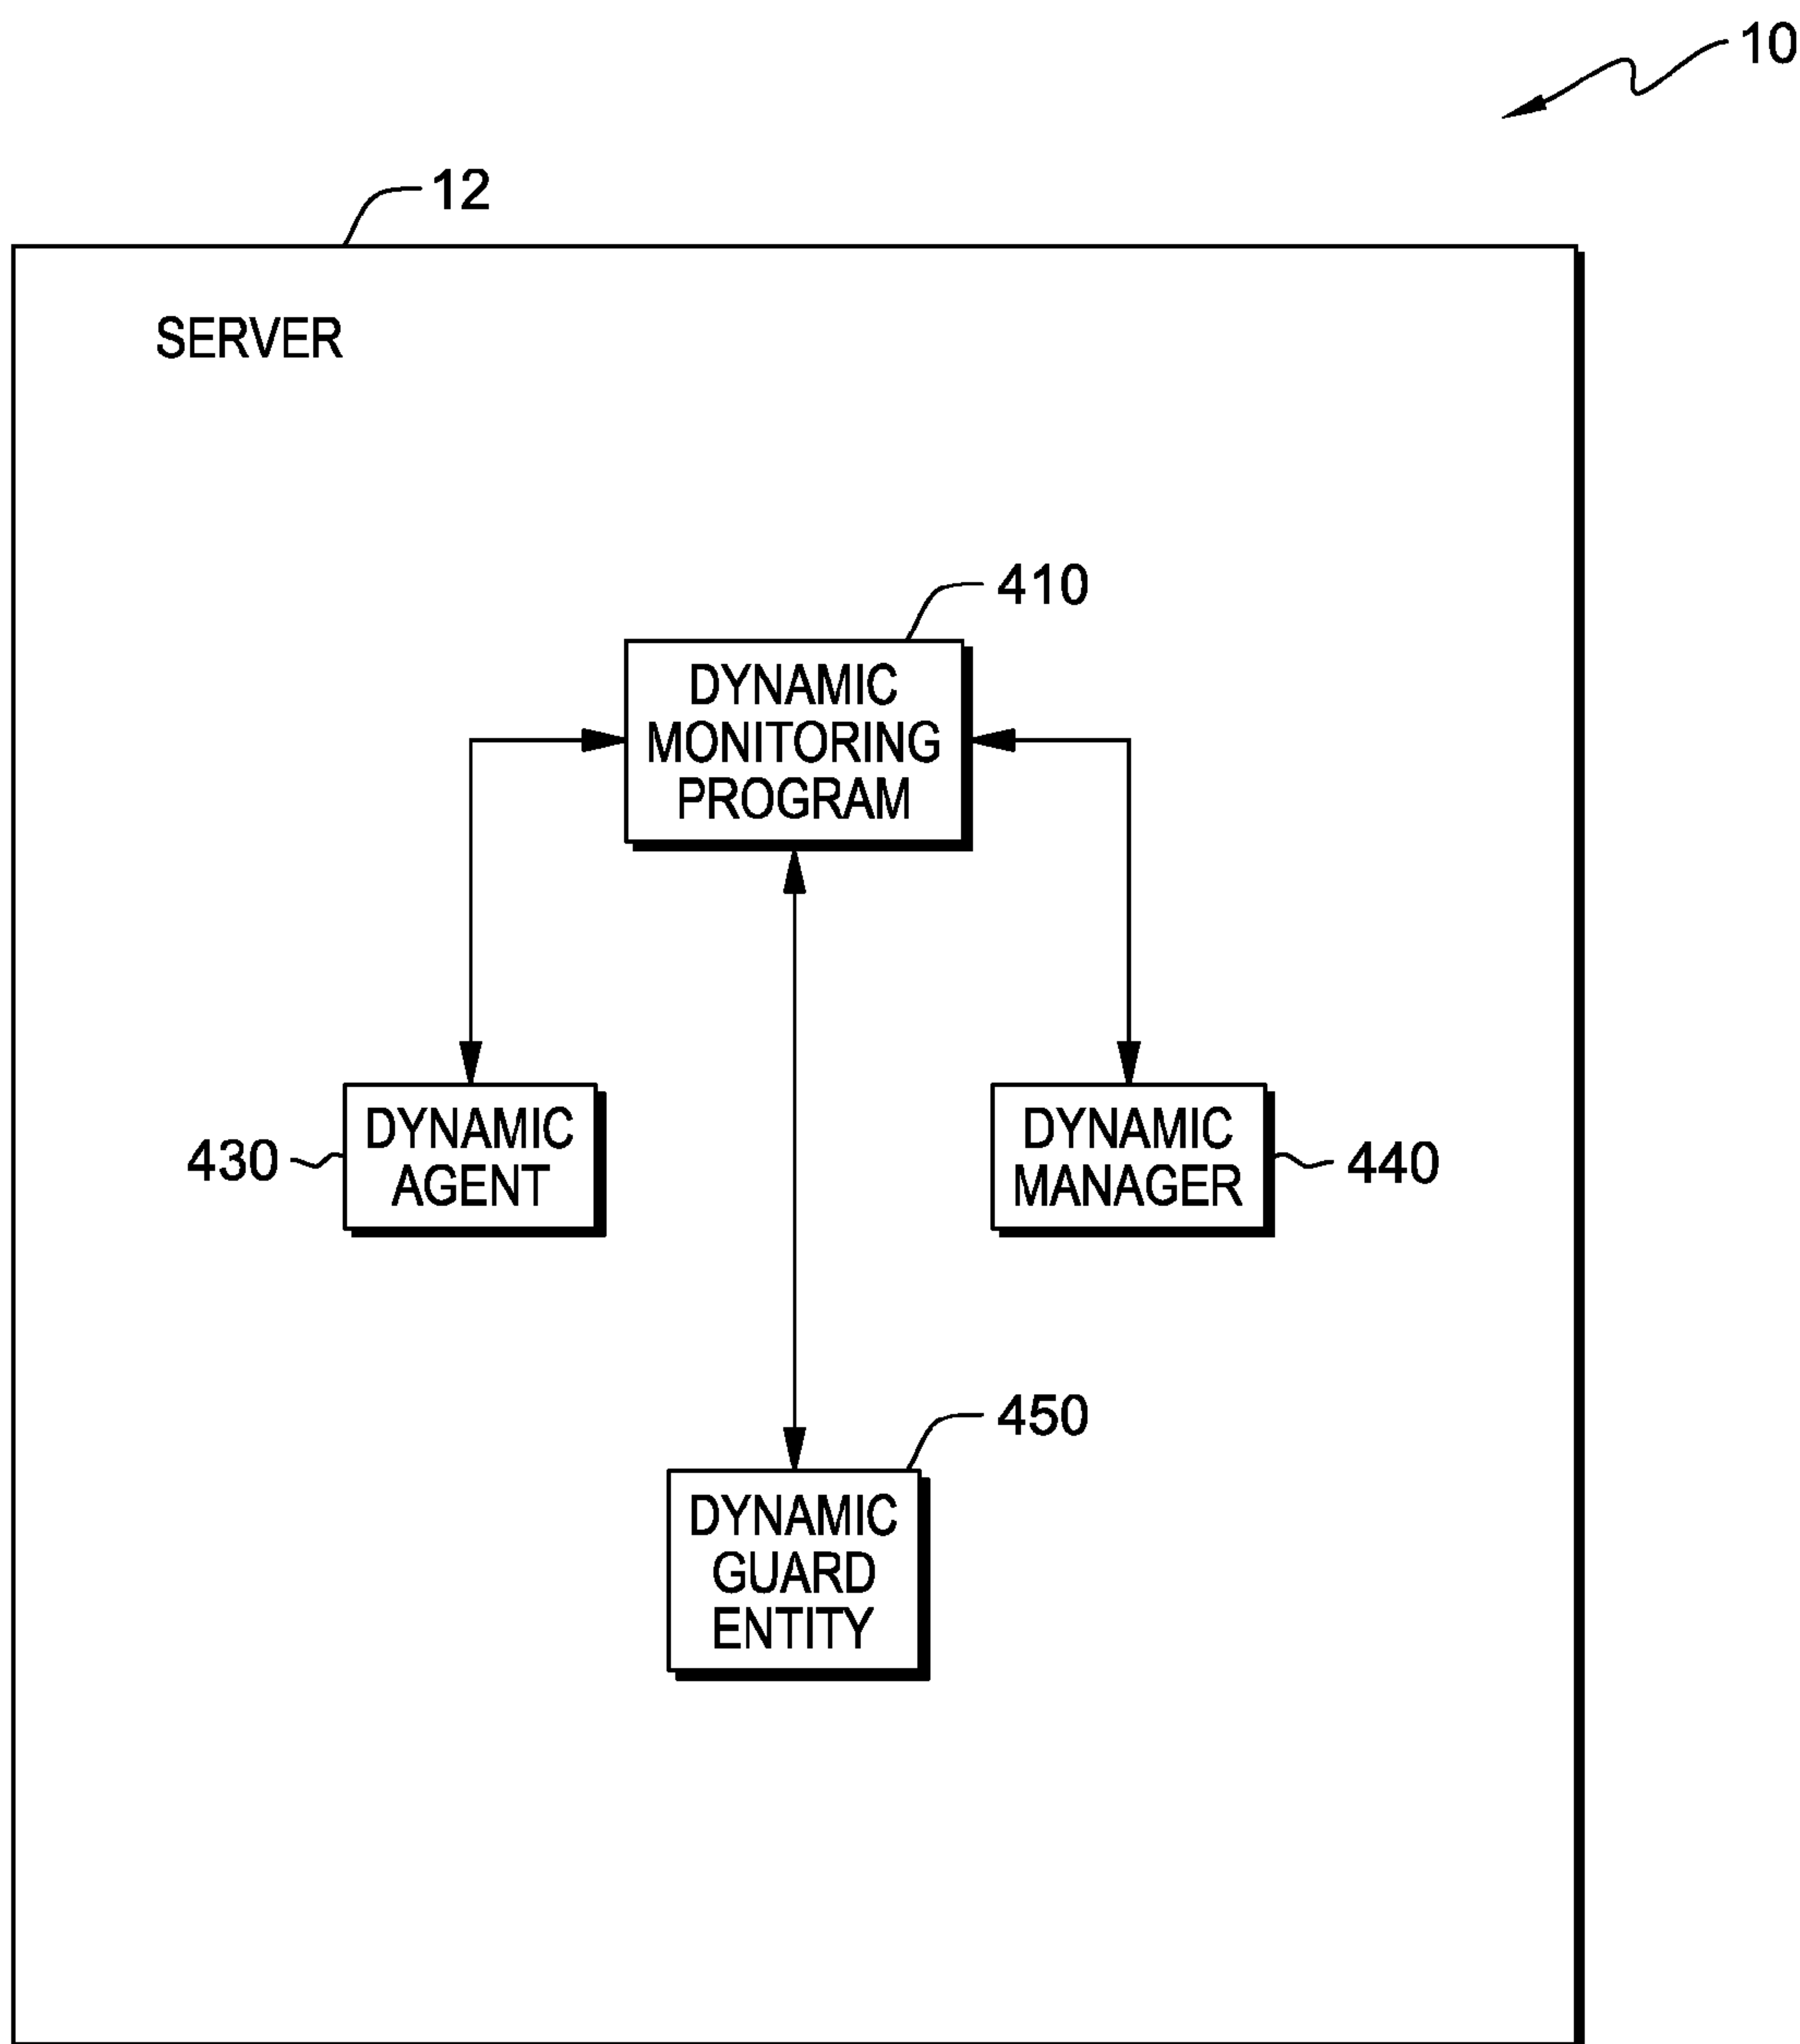 10
12
SERVER
410
DYNAMIC
MONITORING
PROGRAM
430
DYNAMIC
AGENT
DYNAMIC
MANAGER
440
450
DYNAMIC
GUARD
ENTITY